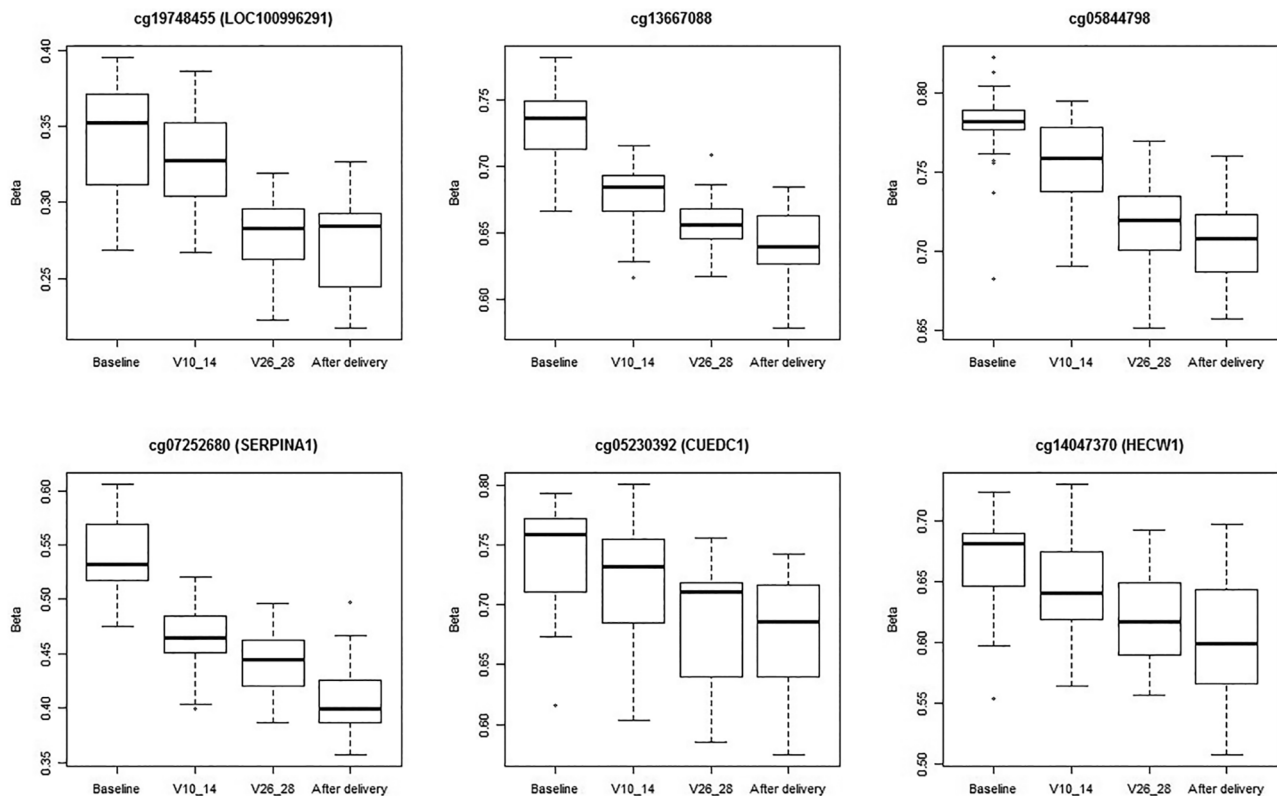 cg19748455 (LOC100996291)
cg13667088
cg05844798
Beta
0.40
0.35
0.30
0.25
Baseline V10_14 V26_28 After delivery
Beta
0.75
0.70
0.65
0.60
Baseline V10_14 V26_28 After delivery
Beta
0.80
0.75
0.70
0.65
Baseline V10_14 V26_28 After delivery
cg07252680 (SERPINA1)
cg05230392 (CUEDC1)
cg14047370 (HECW1)
Beta
0.60
0.55
0.50
0.45
0.40
0.35
Baseline V10_14 V26_28 After delivery
Beta
0.80
0.75
0.70
0.65
0.60
Baseline V10_14 V26_28 After delivery
Beta
0.70
0.65
0.60
0.55
0.50
Baseline V10_14 V26_28 After delivery